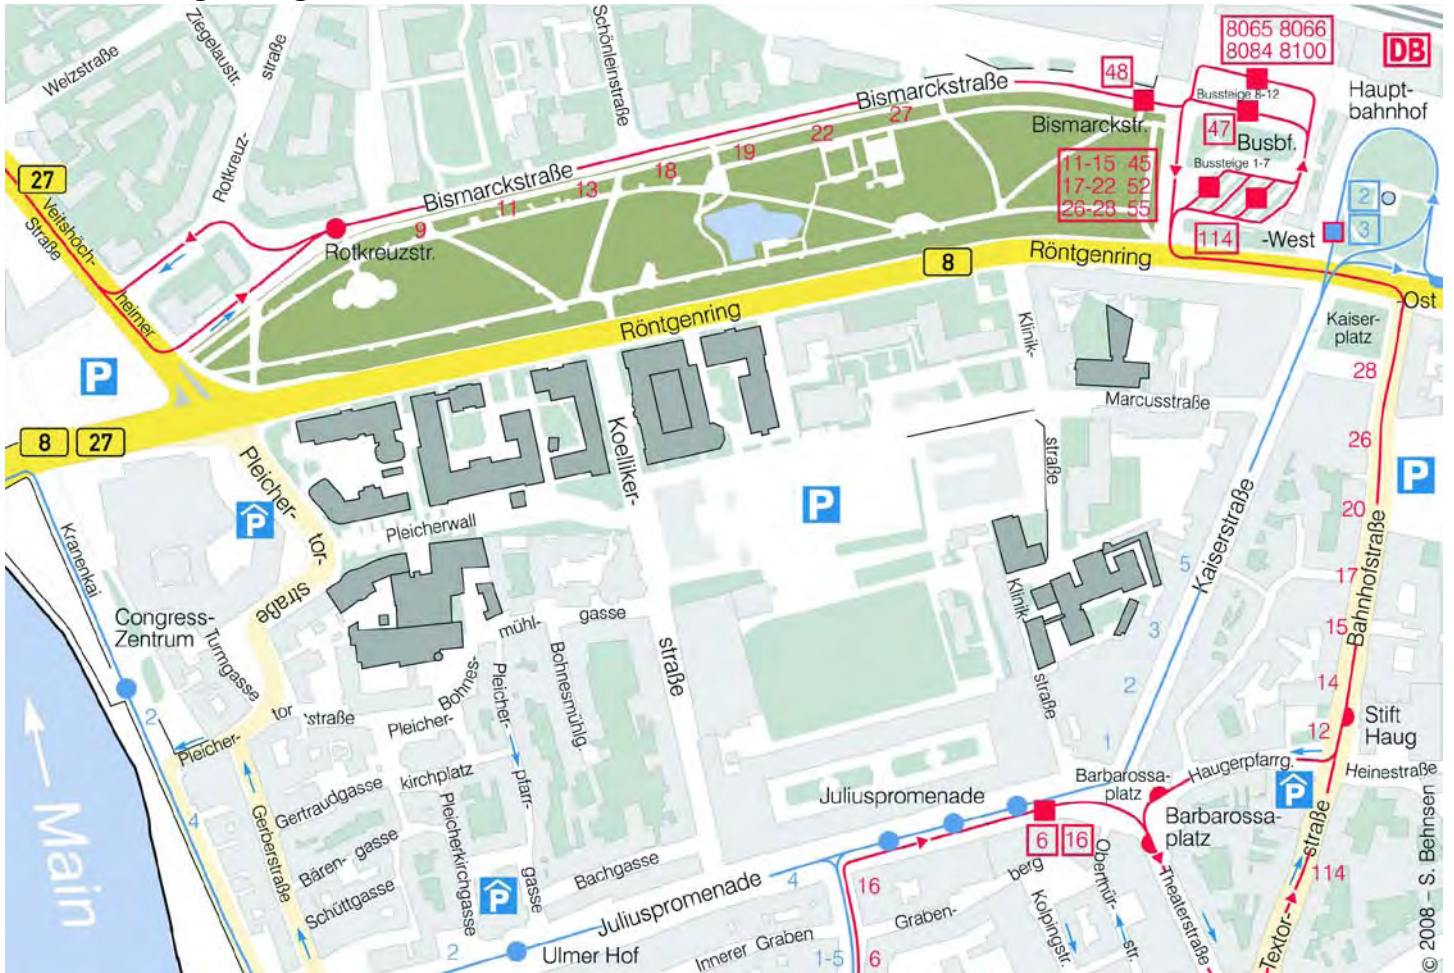 8065 8066
8084 8100
DB
Haupt-
bahnhof
48
Bussteige 8-12
47
Busbf.
Bussteige 1-7
Bismarckstr.
11-15 45
17-22 52
26-28 55
114
2
3
-West
-Ost
Welzstraße
Ziegelaustr.
straße
Rotkreuz-
Schönleinstraße
Bismarckstraße
27
22
19
18
13
11
9
Bismarckstraße
Rotkreuzstr.
27
Veitshöch-
heimer
Straße
P
8
27
8
Röntgenring
Röntgenring
Kaiser-
platz
28
26
20
17
15
14
12
P
Klinik-
straße
Marcusstraße
Koelliker-
straße
P
Pleicher-
tor-
straße
P
Pleicherwall
Kranenkai
Congress-
Zentrum
2
4
Main
Turmgasse
Pleicher-
tor
straße
Bohnes-
mühl-
gasse
Bohnesmühlg.
Pleicher-
pfarr-
gasse
Pleicher-
kirchplatz
Pleicherkirchgasse
Gertraudgasse
Bären-
gasse
Schüttgasse
Gerberstraße
P
Bachgasse
Juliuspromenade
2
Ulmer Hof
4
Innerer Graben
1-5
6
16
Graben-
berg
Kolpingstr.
Oberthür-
str.
Theaterstraße
Juliuspromenade
6
16
Barbarossa-
platz
Barbarossa-
platz
Haugerpfarrg.
P
Klinik
straße
Kaiserstraße
5
3
2
1
Bahnhofstraße
Stift
Haug
Heinestraße
Textor-
straße
114
© 2008 - S. Behnsen